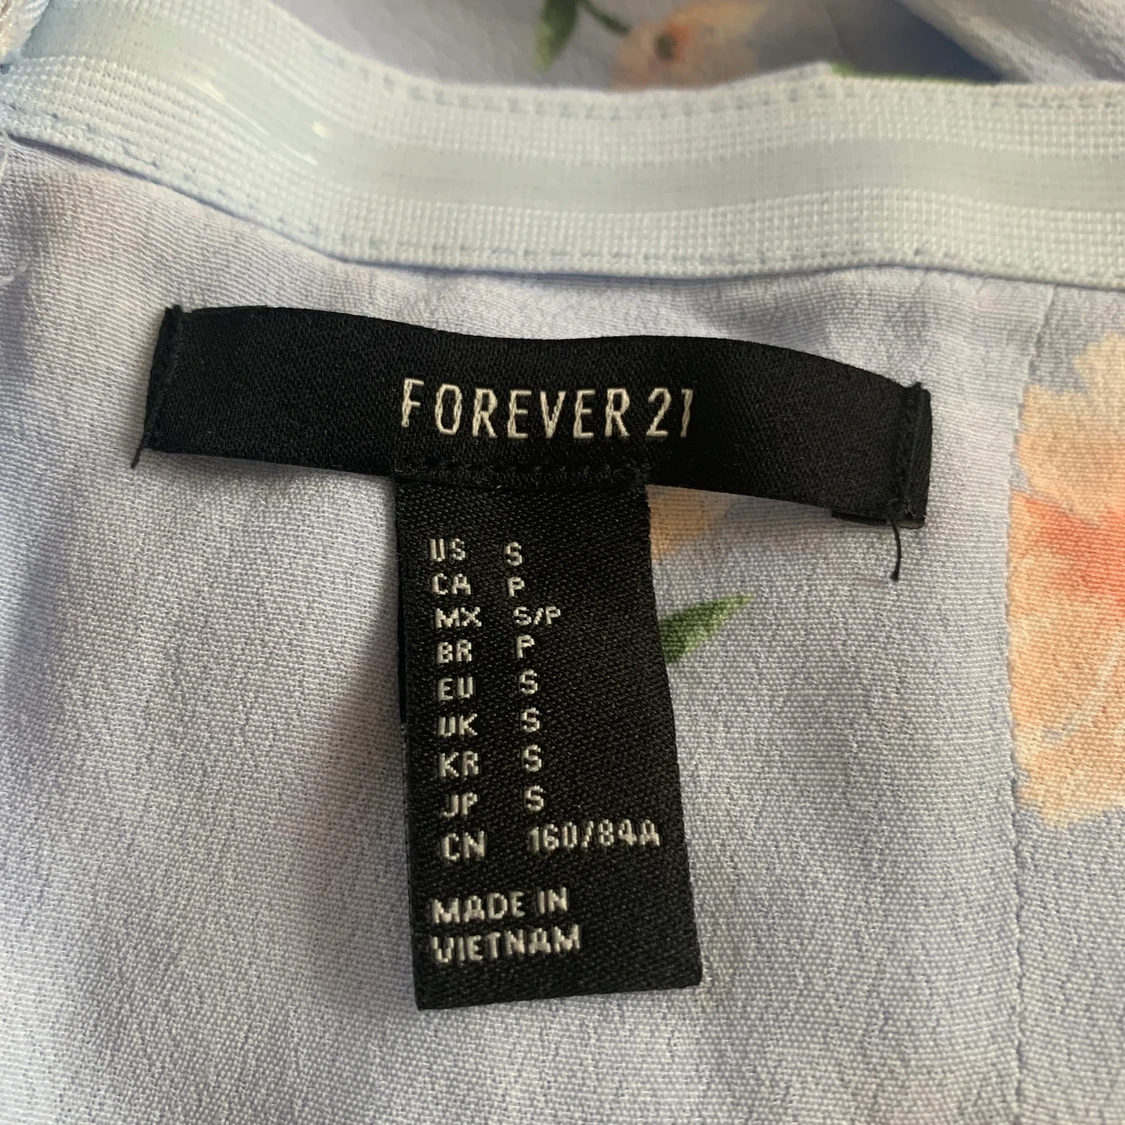 FOREVER 21
US S
CA P
MX S/P
BR P
EU S
UK S
KR S
JP S
CN 160/84A
MADE IN
VIETNAM